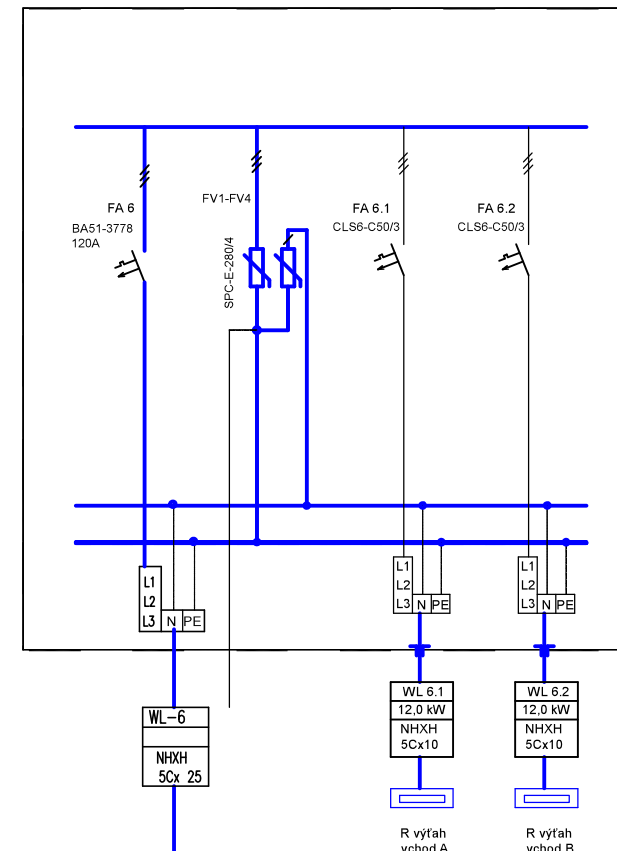 FA 6
BA51-3778
120A
FV1-FV4
SPC-E-280/4
FA 6.1
CLS6-C50/3
FA 6.2
CLS6-C50/3
L1
L2
L3 N PE
L1
L2
L3 N PE
L1
L2
L3 N PE
WL-6
NHXH
5Cx 25
WL 6.1
12,0 kW
NHXH
5Cx10
WL 6.2
12,0 kW
NHXH
5Cx10
R výťah
vchod A
R výťah
vchod B